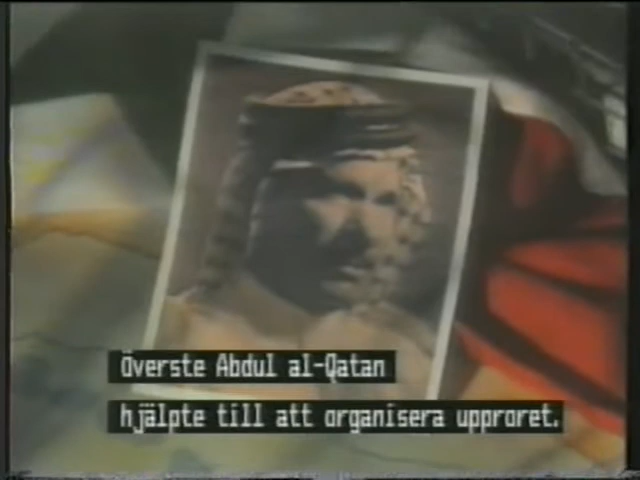 Överste Abdul al-Qatan
hjälpte till att organisera upproret.